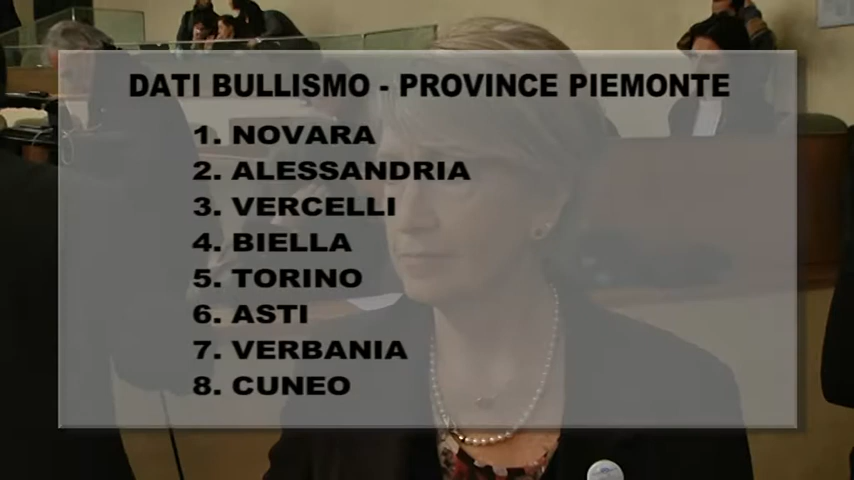 DATI BULLISMO - PROVINCE PIEMONTE
1. NOVARA
2. ALESSANDRIA
3. VERCELLI
4. BIELLA
5. TORINO
6. ASTI
7. VERBANIA
8. CUNEO